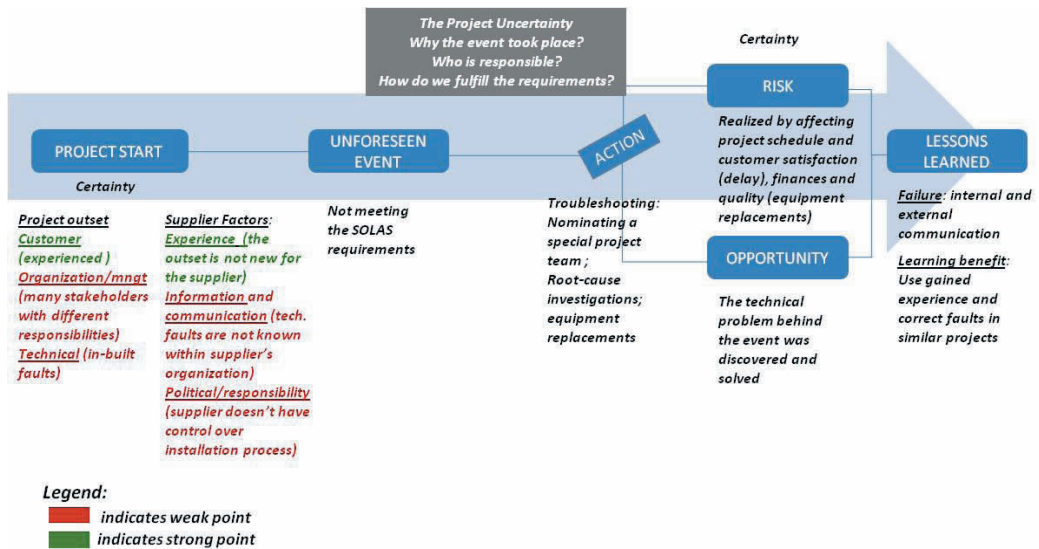 The Project Uncertainty
Why the event took place?
Who is responsible?
How do we fulfill the requirements?
PROJECT START
Certainty
Project outset
Customer
(experienced )
Organization/mngt
(many stakeholders
with different
responsibilities)
Technical (in-built
faults)
Supplier Factors:
Experience (the
outset is not new for
the supplier)
Information and
communication (tech.
faults are not known
within supplier's
organization)
Political/responsibility
(supplier doesn't have
control over
installation process)
UNFORESEEN
EVENT
Not meeting
the SOLAS
requirements
ACTION
Troubleshooting:
Nominating a
special project
team ;
Root-cause
investigations;
equipment
replacements
Certainty
RISK
Realized by affecting
project schedule and
customer satisfaction
(delay), finances and
quality (equipment
replacements)
OPPORTUNITY
The technical
problem behind
the event was
discovered and
solved
LESSONS
LEARNED
Failure: internal and
external
communication
Learning benefit:
Use gained
experience and
correct faults in
similar projects
Legend:
indicates weak point
indicates strong point